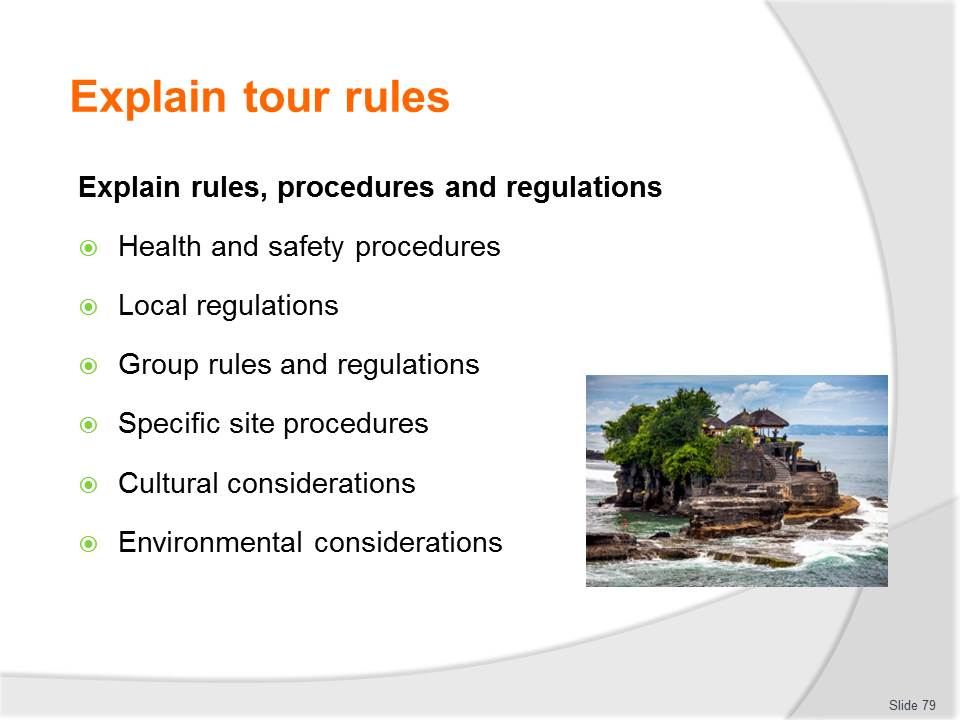 Explain tour rules
Explain rules, procedures and regulations
Health and safety procedures
Local regulations
Group rules and regulations
Specific site procedures
Cultural considerations
Environmental considerations
Slide 79